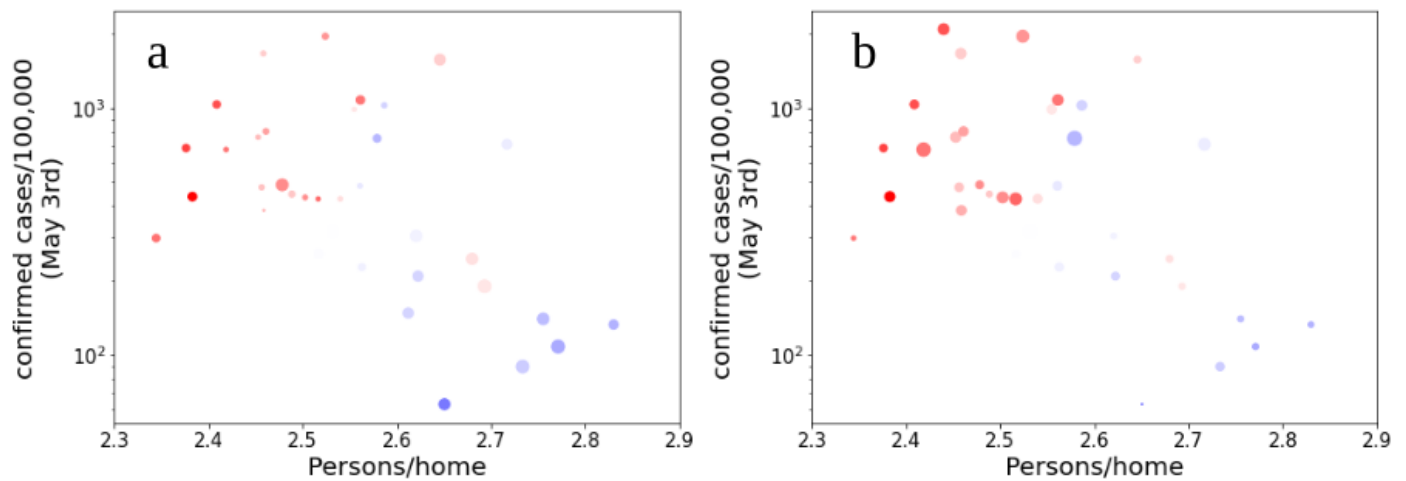 a
b
confirmed cases/100,000
(May 3rd)
10³
10²
2.3 2.4 2.5 2.6 2.7 2.8 2.9
Persons/home
confirmed cases/100,000
(May 3rd)
10³
10²
2.3 2.4 2.5 2.6 2.7 2.8 2.9
Persons/home